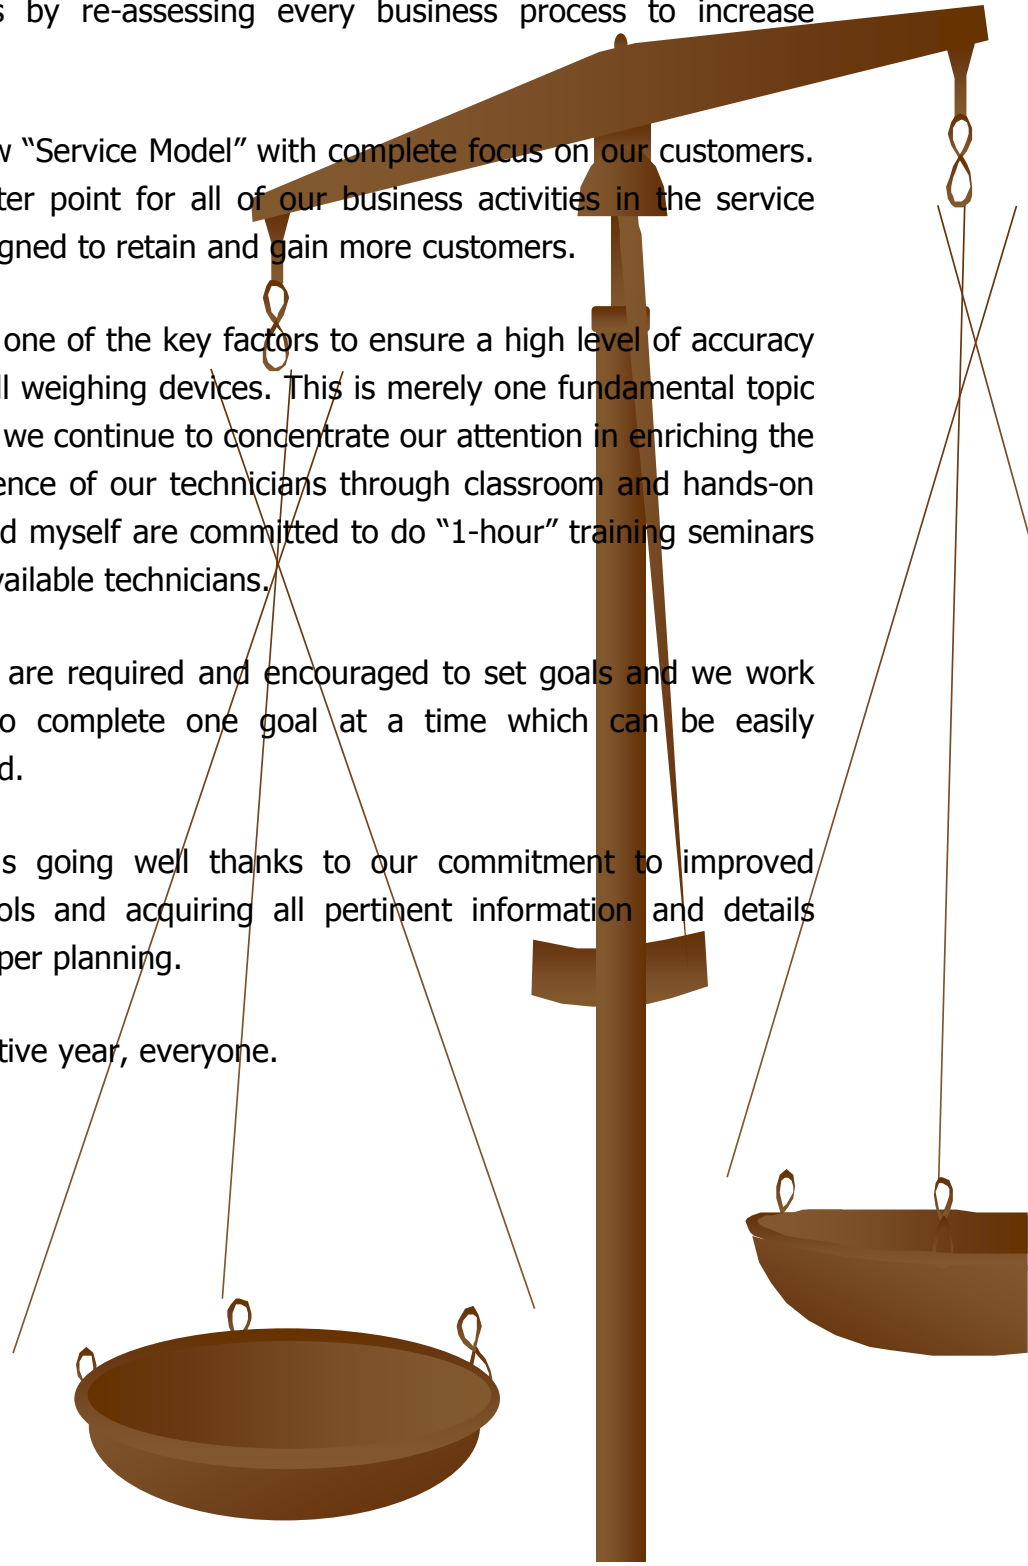 s by re-assessing every business process to increase
w “Service Model” with complete focus on our customers.
ter point for all of our business activities in the service
gned to retain and gain more customers.
one of the key factors to ensure a high level of accuracy
ll weighing devices. This is merely one fundamental topic
we continue to concentrate our attention in enriching the
ence of our technicians through classroom and hands-on
d myself are committed to do “1-hour” training seminars
vailable technicians.
are required and encouraged to set goals and we work
o complete one goal at a time which can be easily
d.
s going well thanks to our commitment to improved
ols and acquiring all pertinent information and details
per planning.
tive year, everyone.